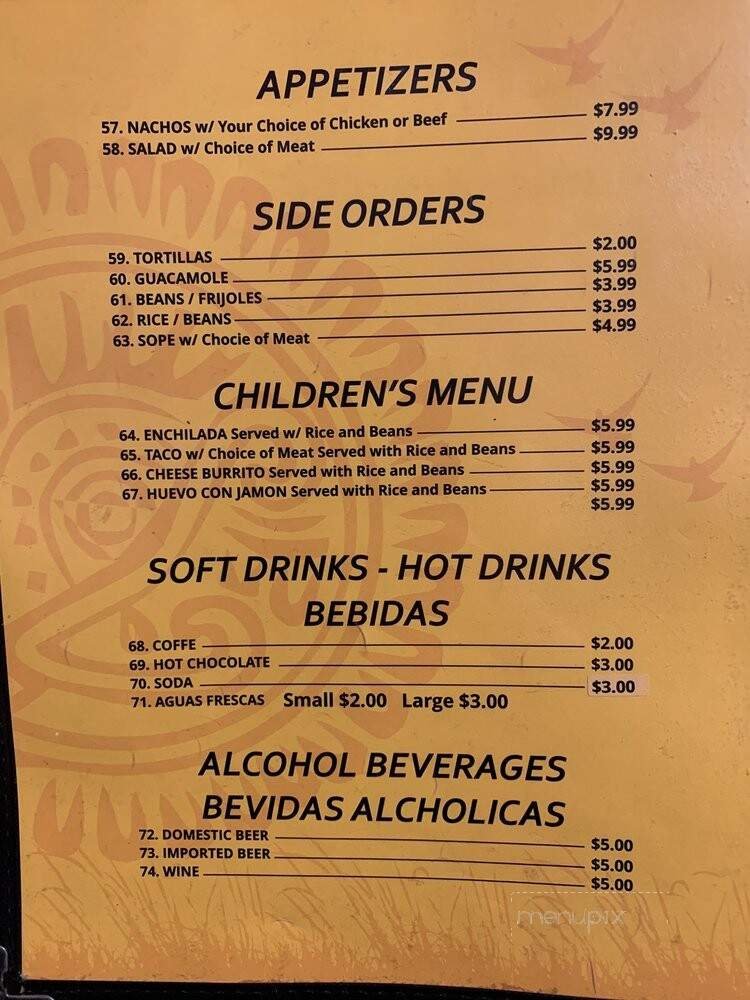 APPETIZERS
57. NACHOS w/ Your Choice of Chicken or Beef $7.99
58. SALAD w/ Choice of Meat $9.99
SIDE ORDERS
59. TORTILLAS $2.00
60. GUACAMOLE $5.99
61. BEANS / FRIJOLES $3.99
62. RICE / BEANS $3.99
63. SOPE w/ Chocie of Meat $4.99
CHILDREN'S MENU
64. ENCHILADA Served w/ Rice and Beans $5.99
65. TACO w/ Choice of Meat Served with Rice and Beans $5.99
66. CHEESE BURRITO Served with Rice and Beans $5.99
67. HUEVO CON JAMON Served with Rice and Beans $5.99
$5.99
SOFT DRINKS - HOT DRINKS
BEBIDAS
68. COFFE $2.00
69. HOT CHOCOLATE $3.00
70. SODA $3.00
71. AGUAS FRESCAS Small $2.00 Large $3.00
ALCOHOL BEVERAGES
BEVIDAS ALCHOLICAS
72. DOMESTIC BEER $5.00
73. IMPORTED BEER $5.00
74. WINE $5.00
menupix